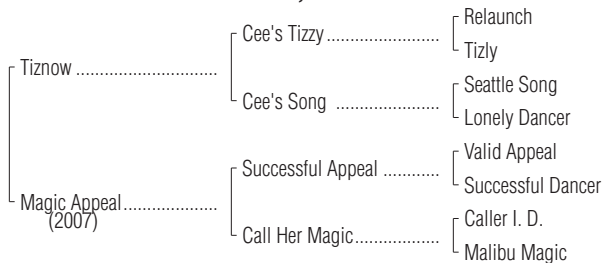 Relaunch
Cee's Tizzy
Tizly
Tiznow
Seattle Song
Cee's Song
Lonely Dancer
Valid Appeal
Successful Appeal
Successful Dancer
Magic Appeal
(2007)
Caller I. D.
Call Her Magic
Malibu Magic